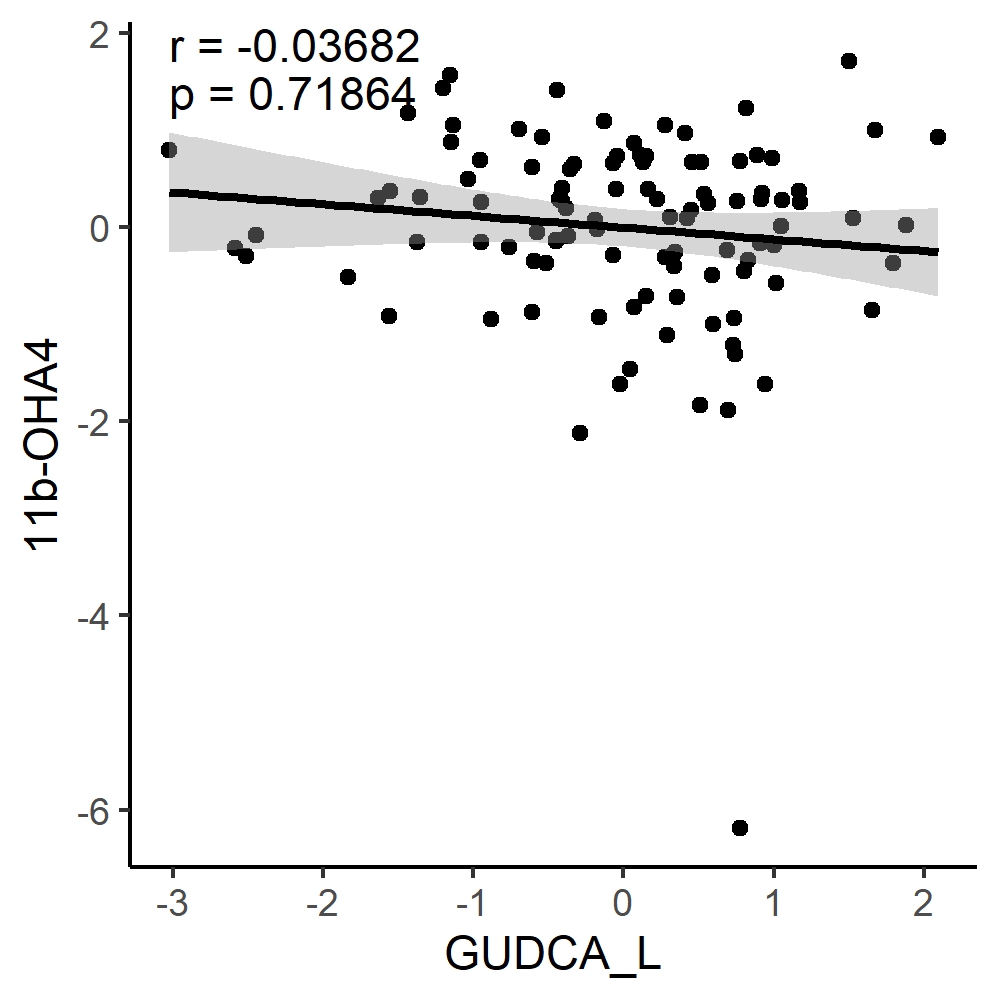 r = -0.03682
p = 0.71864
2
0
-2
-4
-6
11b-OHA4
-3 -2 -1 0 1 2
GUDCA_L